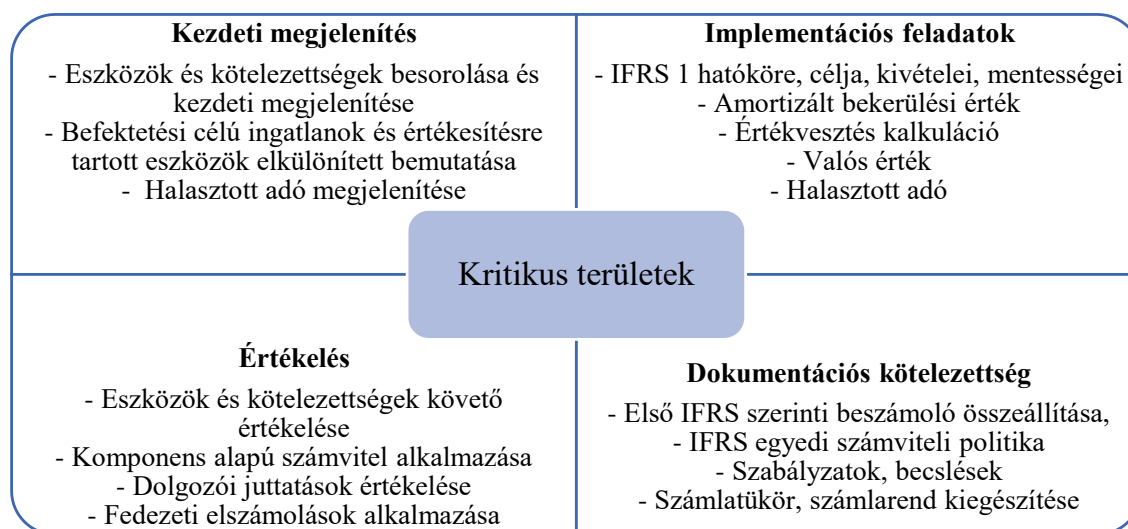 Kezdeti megjelenítés
- Eszközök és kötelezettségek besorolása és
kezdeti megjelenítése
- Befektetési célú ingatlanok és értékesítésre
tartott eszközök elkülönített bemutatása
- Halasztott adó megjelenítése
Implementációs feladatok
- IFRS 1 hatóköre, célja, kivételei, mentességei
- Amortizált bekerülési érték
- Értékvesztés kalkuláció
- Valós érték
- Halasztott adó
Kritikus területek
Értékelés
- Eszközök és kötelezettségek követő
értékelése
- Komponens alapú számvitel alkalmazása
- Dolgozói juttatások értékelése
- Fedezeti elszámolások alkalmazása
Dokumentációs kötelezettség
- Első IFRS szerinti beszámoló összeállítása,
- IFRS egyedi számviteli politika
- Szabályzatok, becslések
- Számlatükör, számlarend kiegészítése